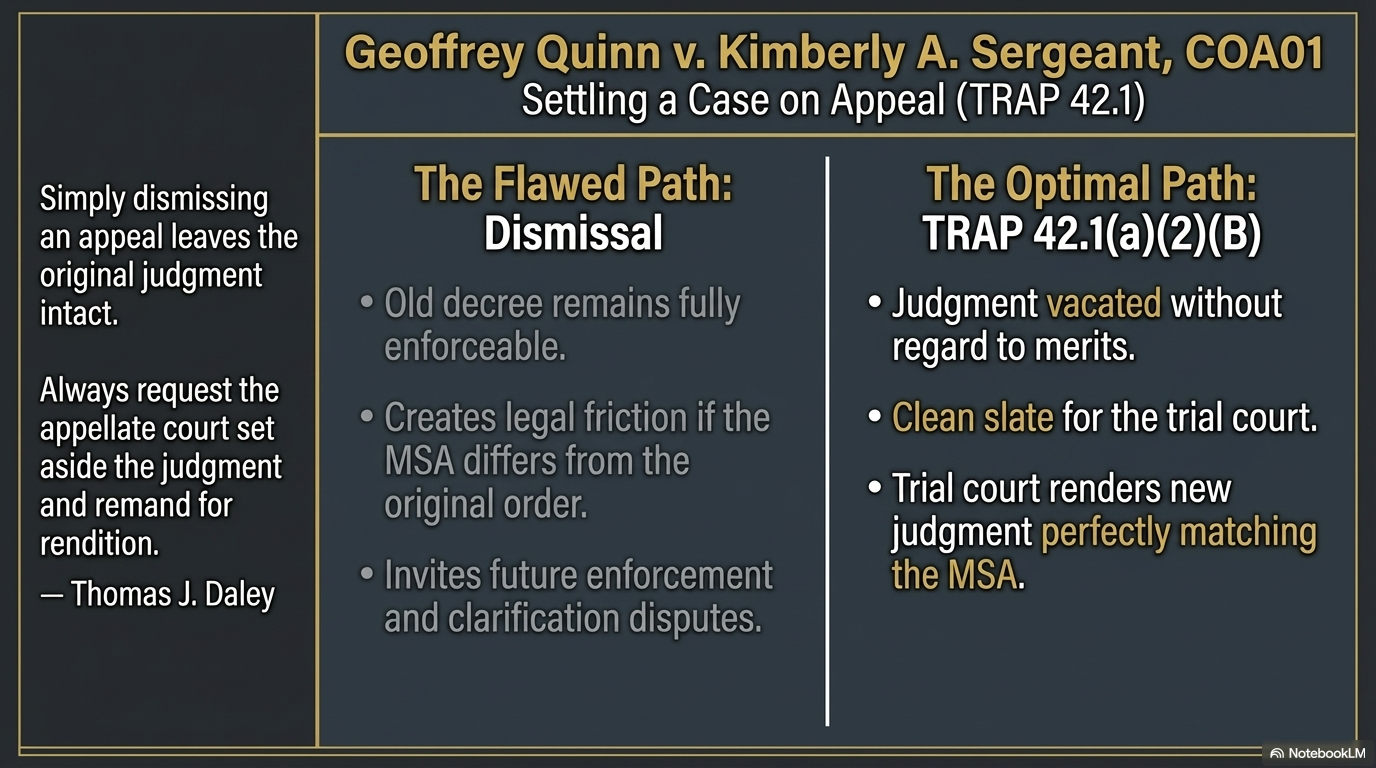 Geoffrey Quinn v. Kimberly A. Sergeant, COA01
Settling a Case on Appeal (TRAP 42.1)
Simply dismissing
an appeal leaves the
original judgment
intact.
Always request the
appellate court set
aside the judgment
and remand for
rendition.
— Thomas J. Daley
The Flawed Path:
Dismissal
• Old decree remains fully
enforceable.
• Creates legal friction if the
MSA differs from the
original order.
• Invites future enforcement
and clarification disputes.
The Optimal Path:
TRAP 42.1(a)(2)(B)
• Judgment vacated without
regard to merits.
• Clean slate for the trial court.
• Trial court renders new
judgment perfectly matching
the MSA.
NotebookLM